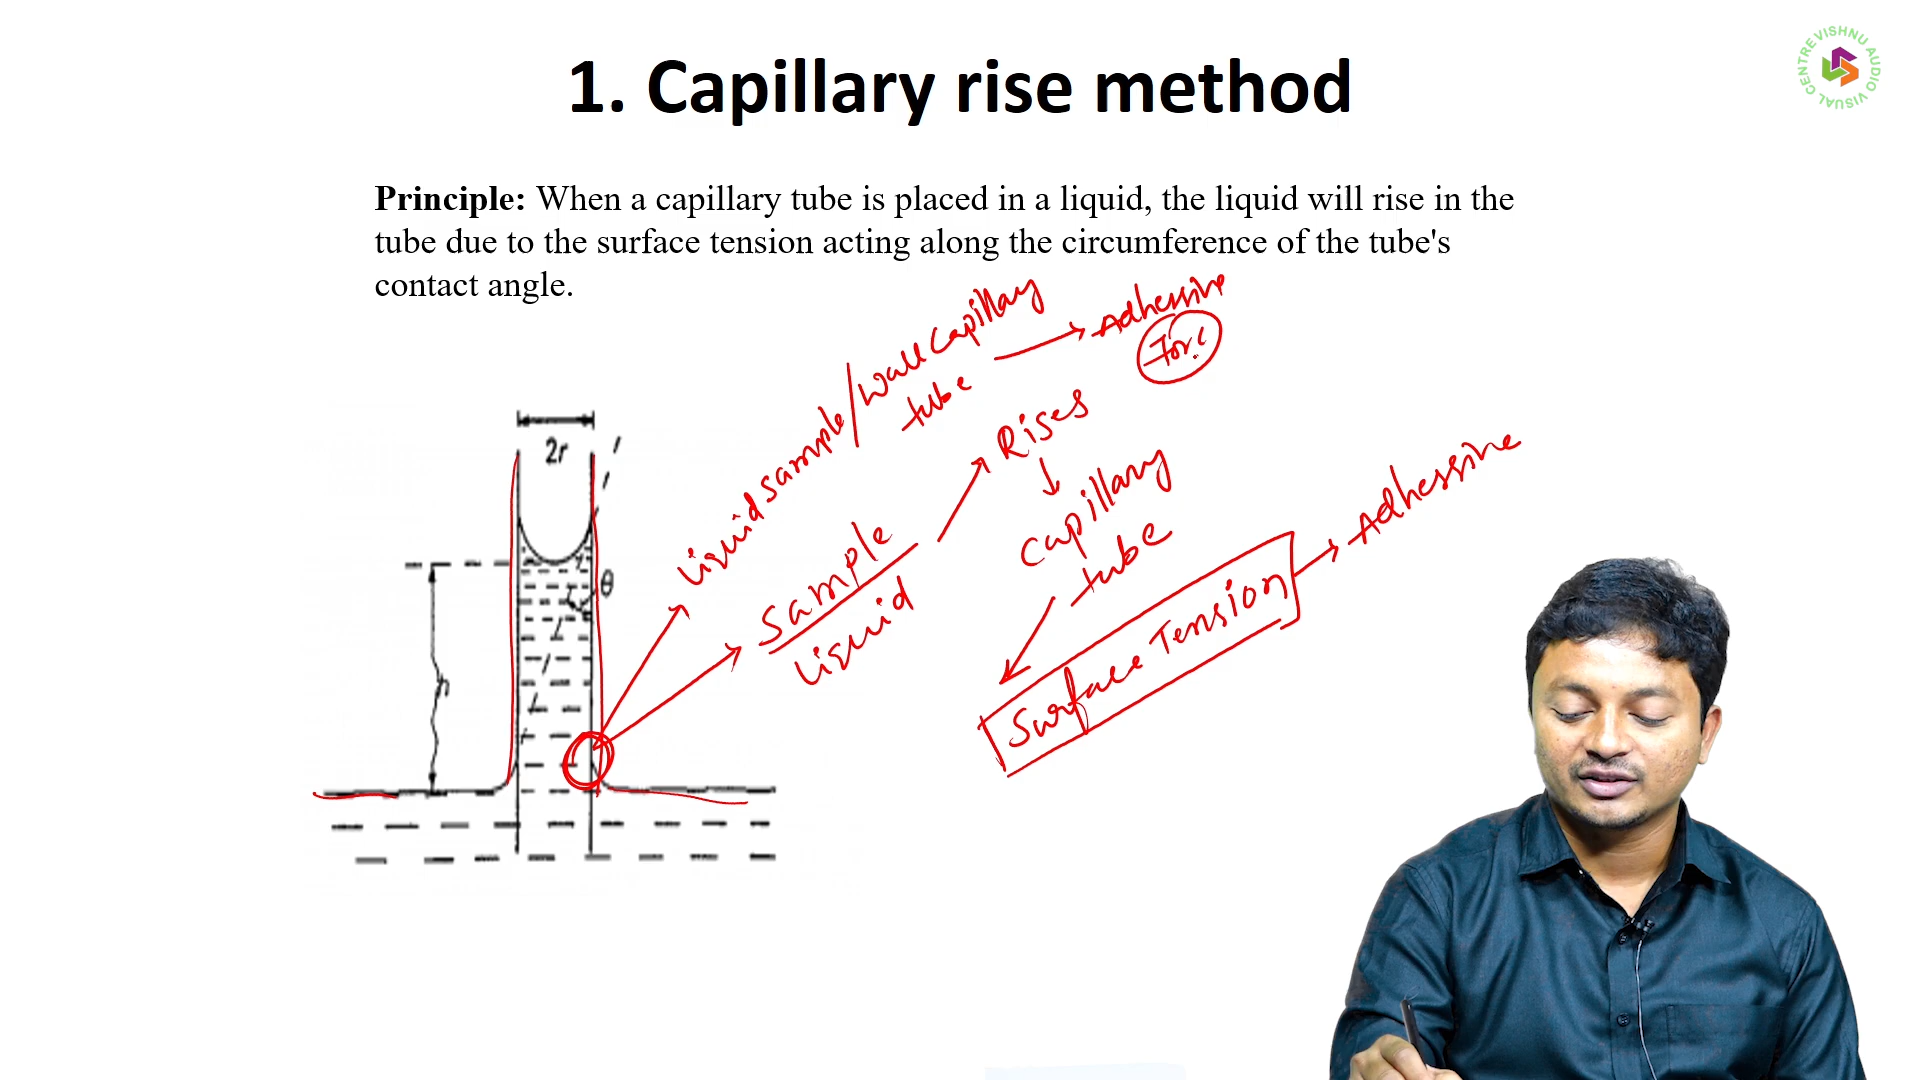 1. Capillary rise method
VISHNU AUDIO VISUAL CENTRE
Principle: When a capillary tube is placed in a liquid, the liquid will rise in the
tube due to the surface tension acting along the circumference of the tube's
contact angle.
liquid sample/wall capillary
tube
Adhessive
2r
Rises
capillary
tube
Adhessive
sample
liquid
Surface Tension
θ
h